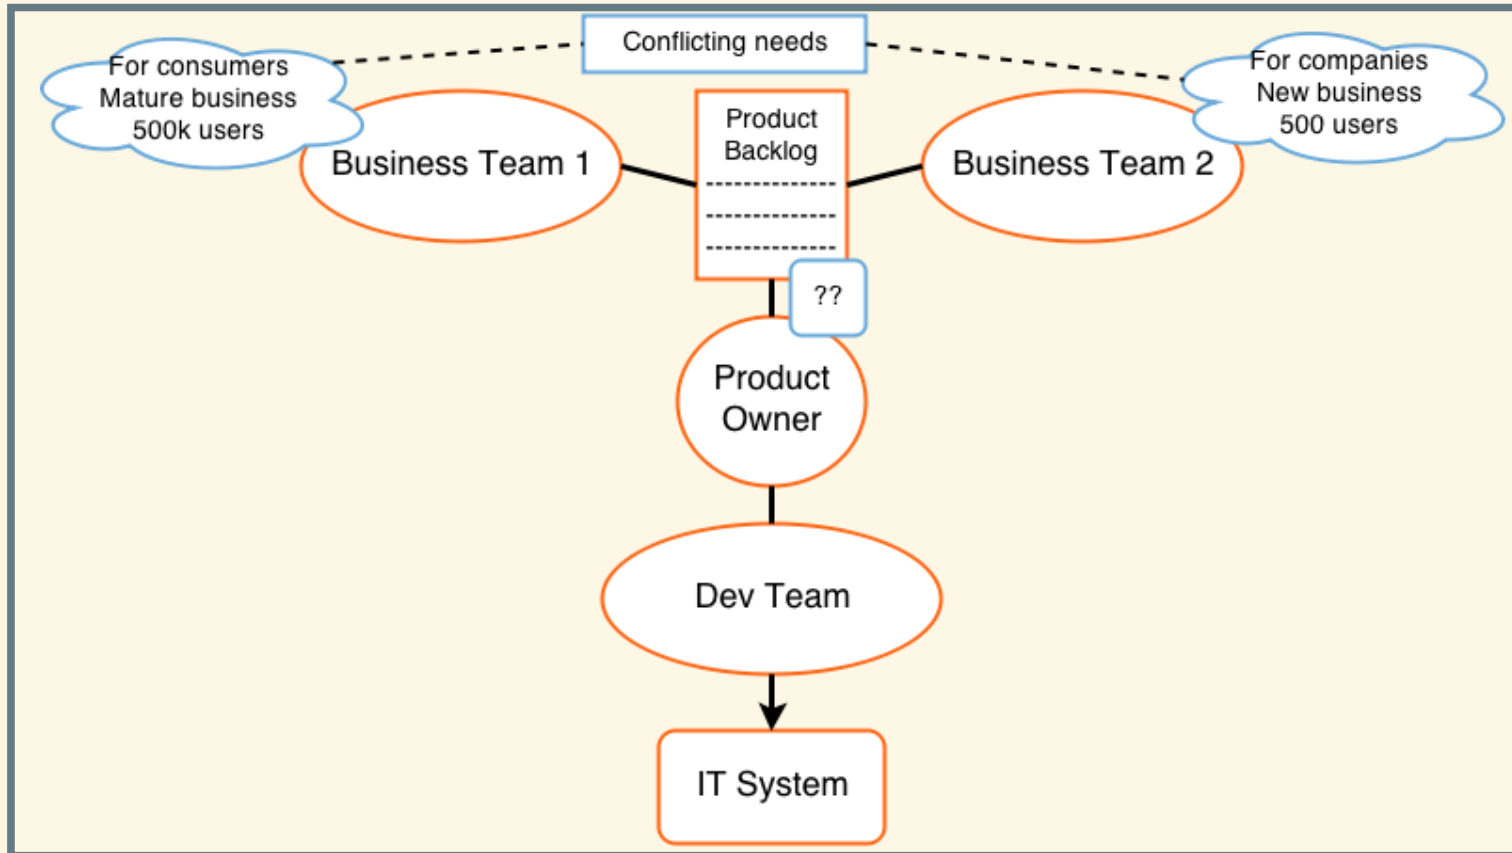 Conflicting needs
For consumers
Mature business
500k users
For companies
New business
500 users
Product
Backlog
Business Team 1
Business Team 2
??
Product
Owner
Dev Team
IT System